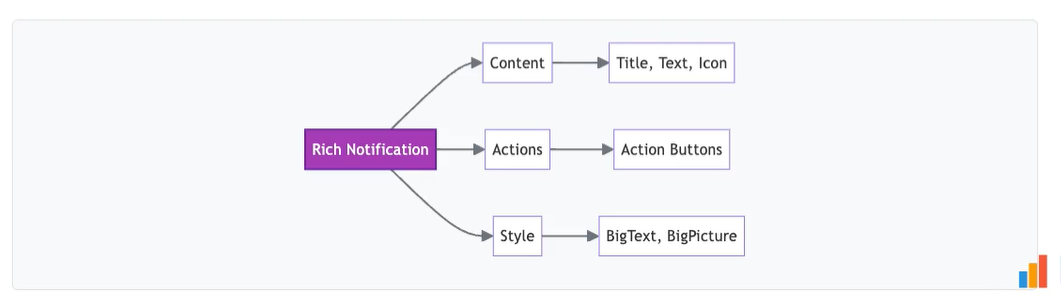 Content
Title, Text, Icon
Rich Notification
Actions
Action Buttons
Style
BigText, BigPicture